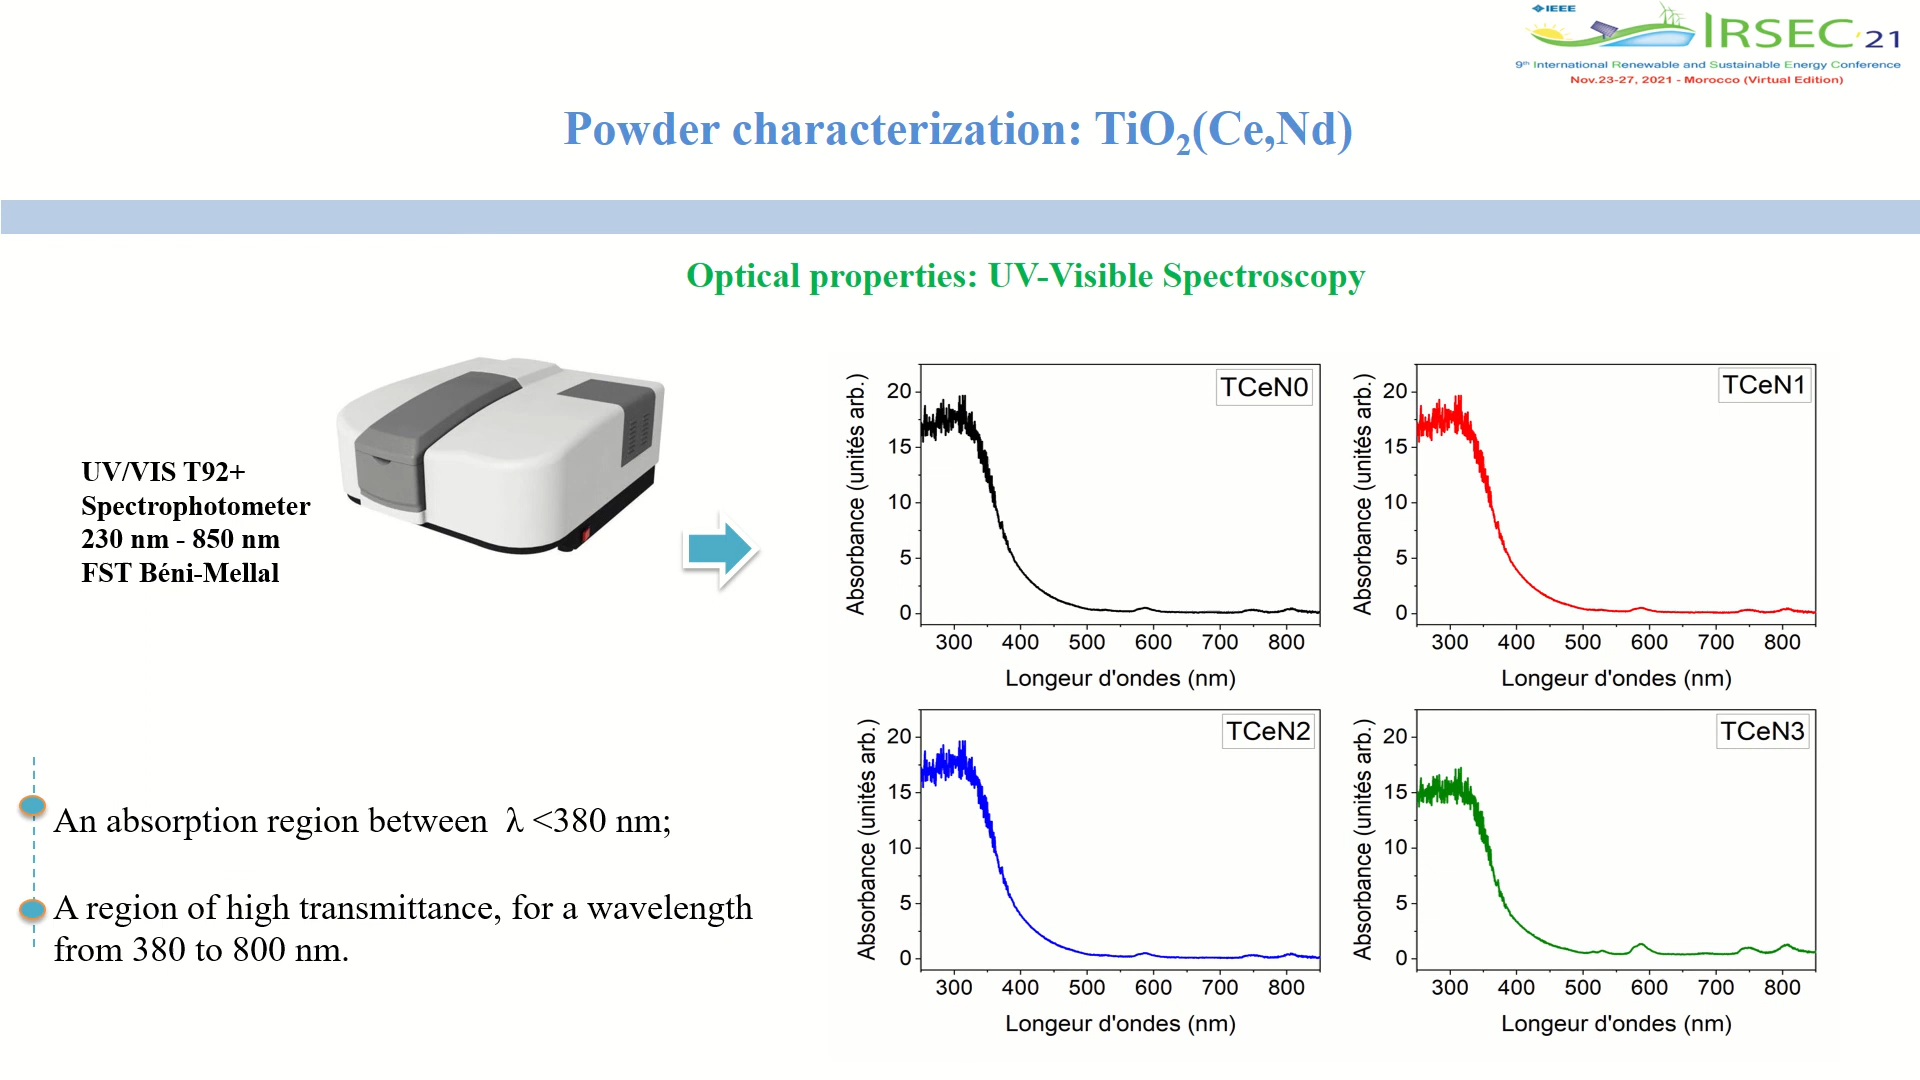 IEEE
IRSEC'21
9th International Renewable and Sustainable Energy Conference
Nov.23-27, 2021 - Morocco (Virtual Edition)
Powder characterization: TiO2(Ce,Nd)
Optical properties: UV-Visible Spectroscopy
UV/VIS T92+
Spectrophotometer
230 nm - 850 nm
FST Béni-Mellal
An absorption region between λ <380 nm;
A region of high transmittance, for a wavelength
from 380 to 800 nm.
TCeN0
Absorbance (unités arb.)
20
15
10
5
0
300 400 500 600 700 800
Longeur d'ondes (nm)
TCeN1
Absorbance (unités arb.)
20
15
10
5
0
300 400 500 600 700 800
Longeur d'ondes (nm)
TCeN2
Absorbance (unités arb.)
20
15
10
5
0
300 400 500 600 700 800
Longeur d'ondes (nm)
TCeN3
Absorbance (unités arb.)
20
15
10
5
0
300 400 500 600 700 800
Longeur d'ondes (nm)